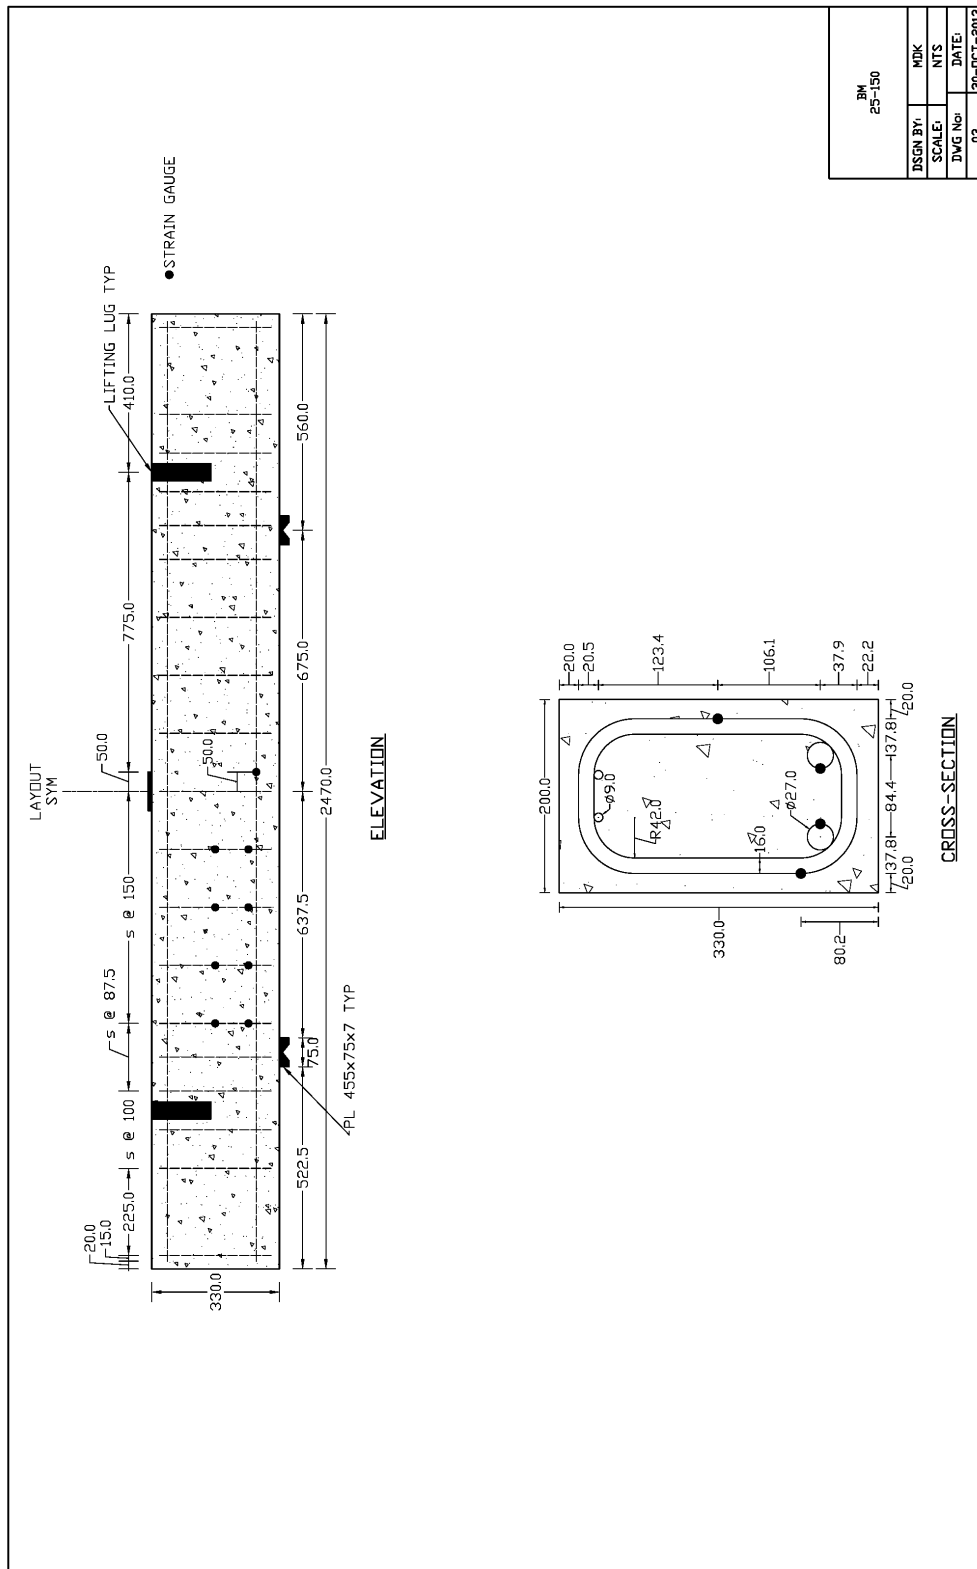 LAYOUT
SYM
50.0
775.0
410.0
LIFTING LUG TYP
STRAIN GAUGE
s @ 150
s @ 87.5
s @ 100
225.0
20.0
15.0
330.0
50.0
522.5
75.0
637.5
675.0
560.0
2470.0
PL 455x75x7 TYP
ELEVATION
200.0
20.0
20.5
123.4
106.1
37.9
22.2
ø9.0
R42.0
16.0
ø27.0
330.0
80.2
20.0
37.8
84.4
37.8
20.0
CROSS-SECTION
BM
25-150
DSGN BY: MDK
SCALE: NTS
DWG No: DATE: